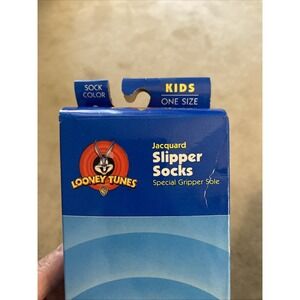 SOCK
COLOR
KIDS
ONE SIZE
LOONEY TUNES
Jacquard
Slipper
Socks
Special Gripper Sole